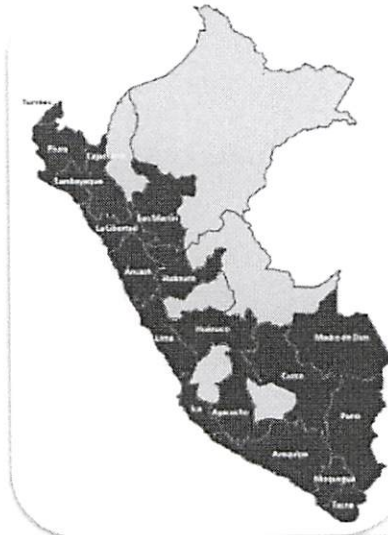 Tumbes
Piura
Cajamarca
Lambayeque
San Martín
La Libertad
Ancash
Huánuco
Lima
Madre de Dios
Cusco
Ica
Ayacucho
Puno
Arequipa
Moquegua
Tacna